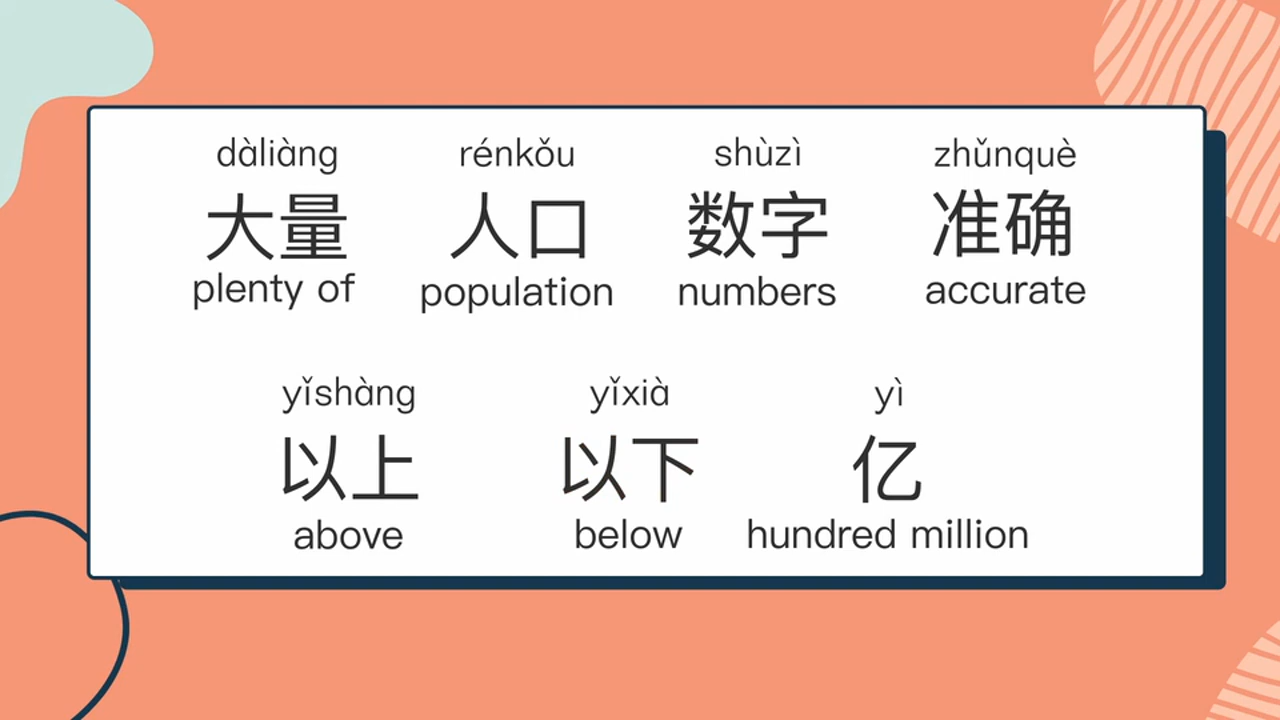 dàliàng rénkǒu shùzì zhǔnquè
大量 人口 数字 准确
plenty of population numbers accurate
yǐshàng yǐxià yì
以上 以下 亿
above below hundred million